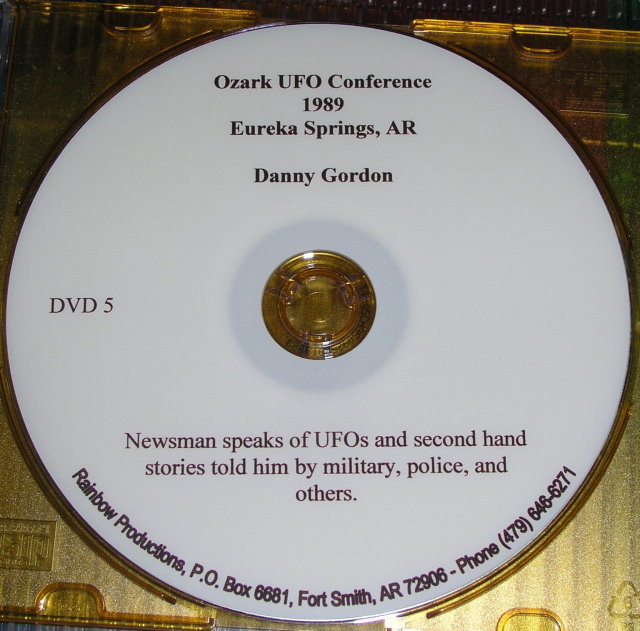 Ozark UFO Conference
1989
Eureka Springs, AR
Danny Gordon
DVD 5
Newsman speaks of UFOs and second hand
stories told him by military, police, and
others.
Rainbow Productions, P.O. Box 6681, Fort Smith, AR 72906 - Phone (479) 646-6271